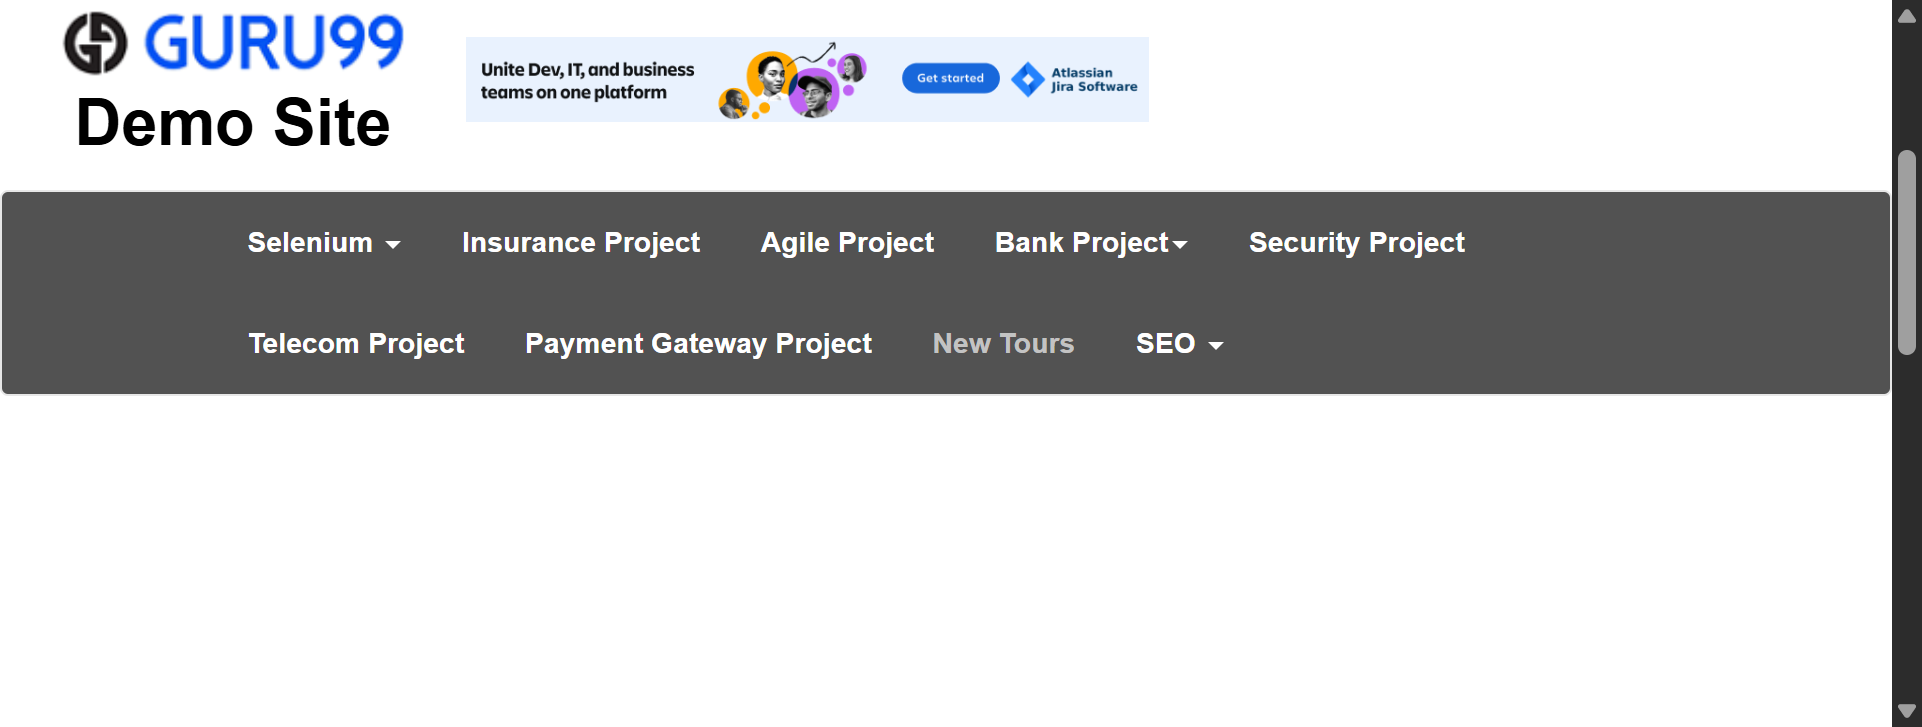 GURU99
Demo Site
Unite Dev, IT, and business
teams on one platform
Get started
Atlassian
Jira Software
Selenium
Insurance Project
Agile Project
Bank Project
Security Project
Telecom Project
Payment Gateway Project
New Tours
SEO